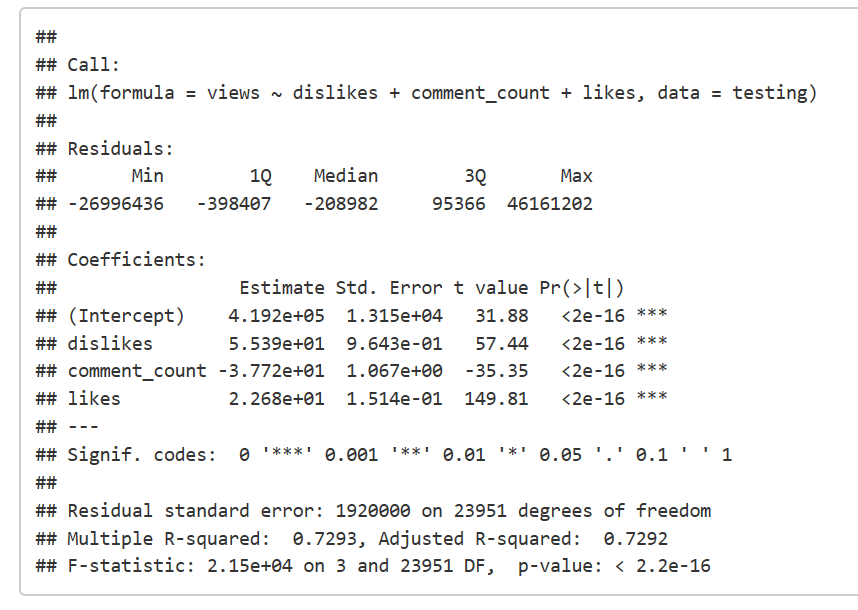 ##
## Call:
## lm(formula = views ~ dislikes + comment_count + likes, data = testing)
##
## Residuals:
##       Min        1Q    Median        3Q       Max
## -26996436   -398407   -208982     95366  46161202
##
## Coefficients:
##                 Estimate Std. Error t value Pr(>|t|)
## (Intercept)    4.192e+05  1.315e+04   31.88   <2e-16 ***
## dislikes       5.539e+01  9.643e-01   57.44   <2e-16 ***
## comment_count -3.772e+01  1.067e+00  -35.35   <2e-16 ***
## likes          2.268e+01  1.514e-01  149.81   <2e-16 ***
## ---
## Signif. codes:  0 '***' 0.001 '**' 0.01 '*' 0.05 '.' 0.1 ' ' 1
##
## Residual standard error: 1920000 on 23951 degrees of freedom
## Multiple R-squared:  0.7293, Adjusted R-squared:  0.7292
## F-statistic: 2.15e+04 on 3 and 23951 DF,  p-value: < 2.2e-16